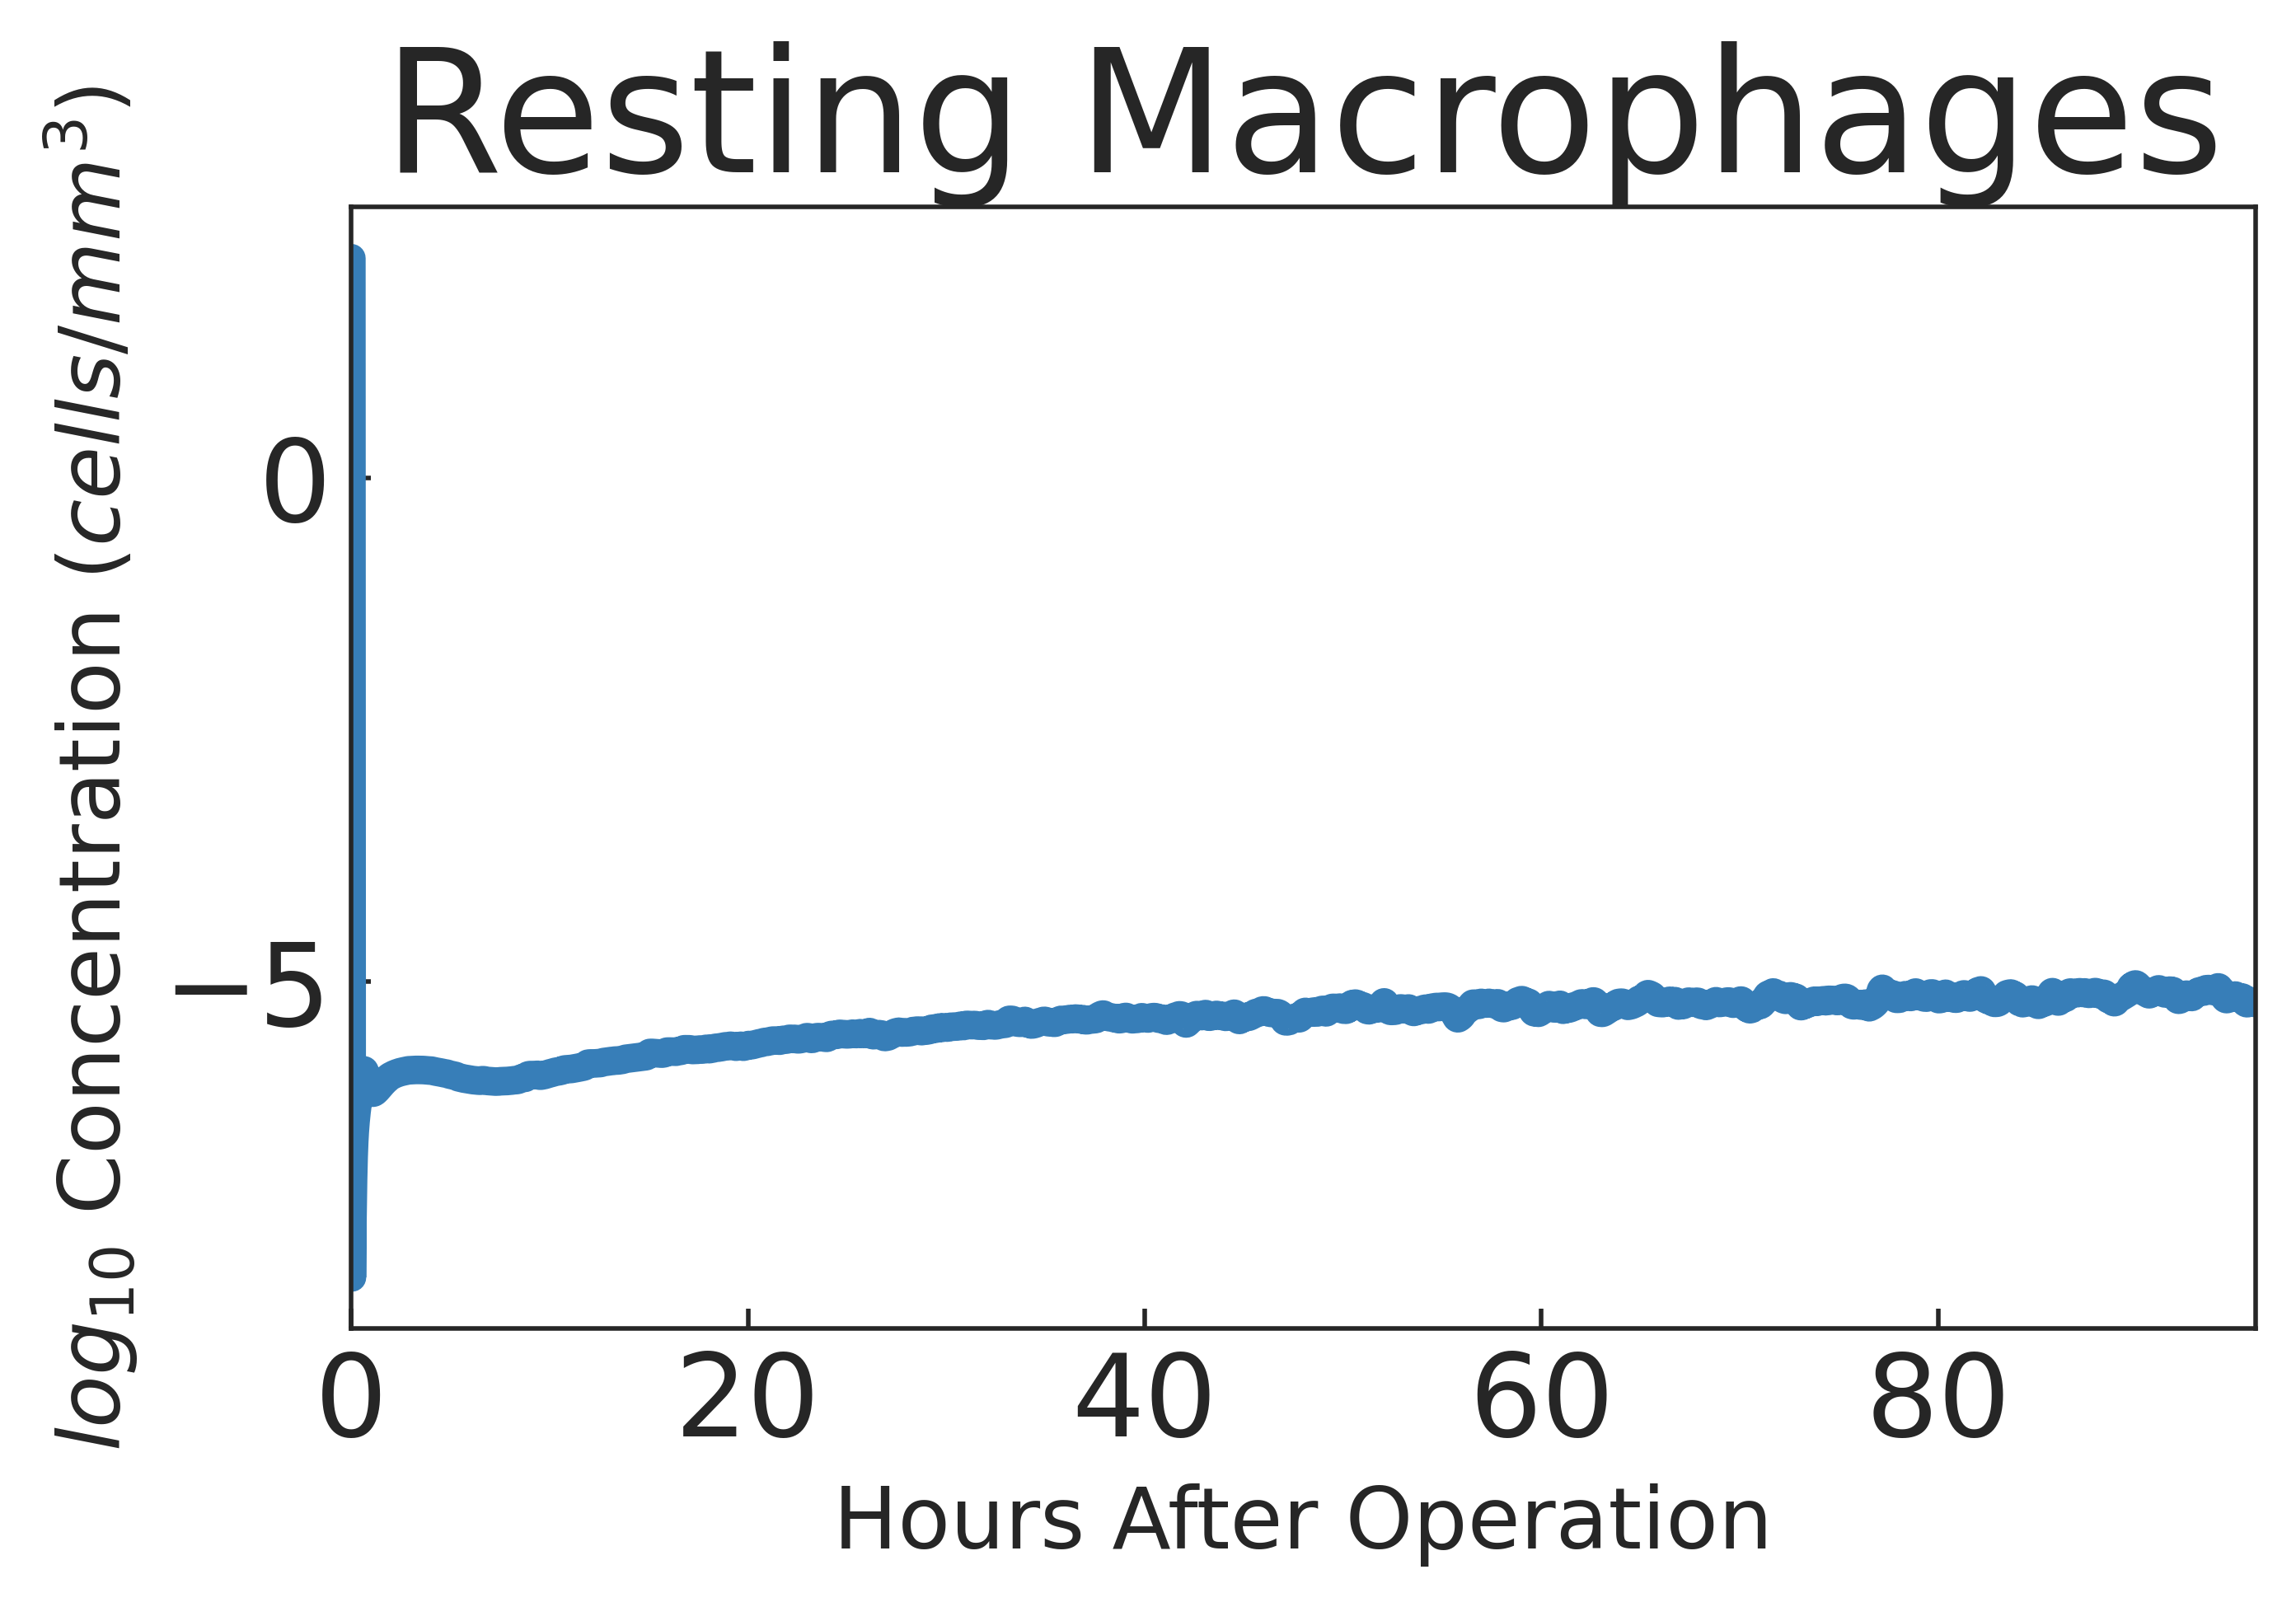 Resting Macrophages
log10 Concentration (cells/mm3)
0
−5
0 20 40 60 80
Hours After Operation